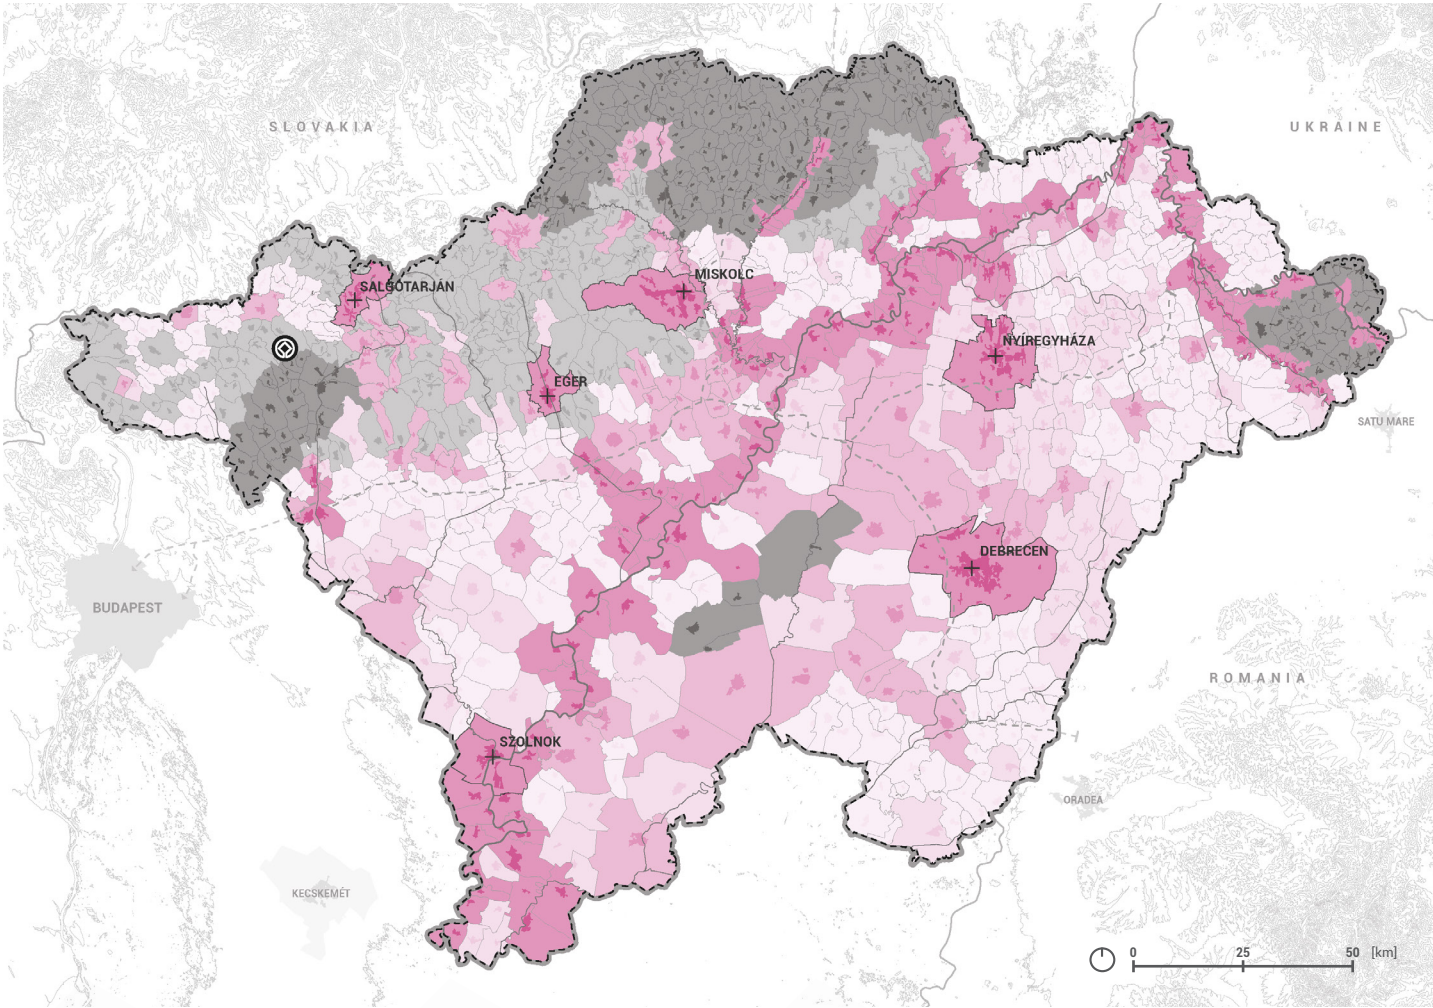 SLOVAKIA
UKRAINE
MISKOLC
SALGÓTARJÁN
NYÍREGYHÁZA
EGER
SATU MARE
DEBRECEN
BUDAPEST
ROMANIA
SZOLNOK
ORADEA
KECSKEMÉT
0 25 50 [km]